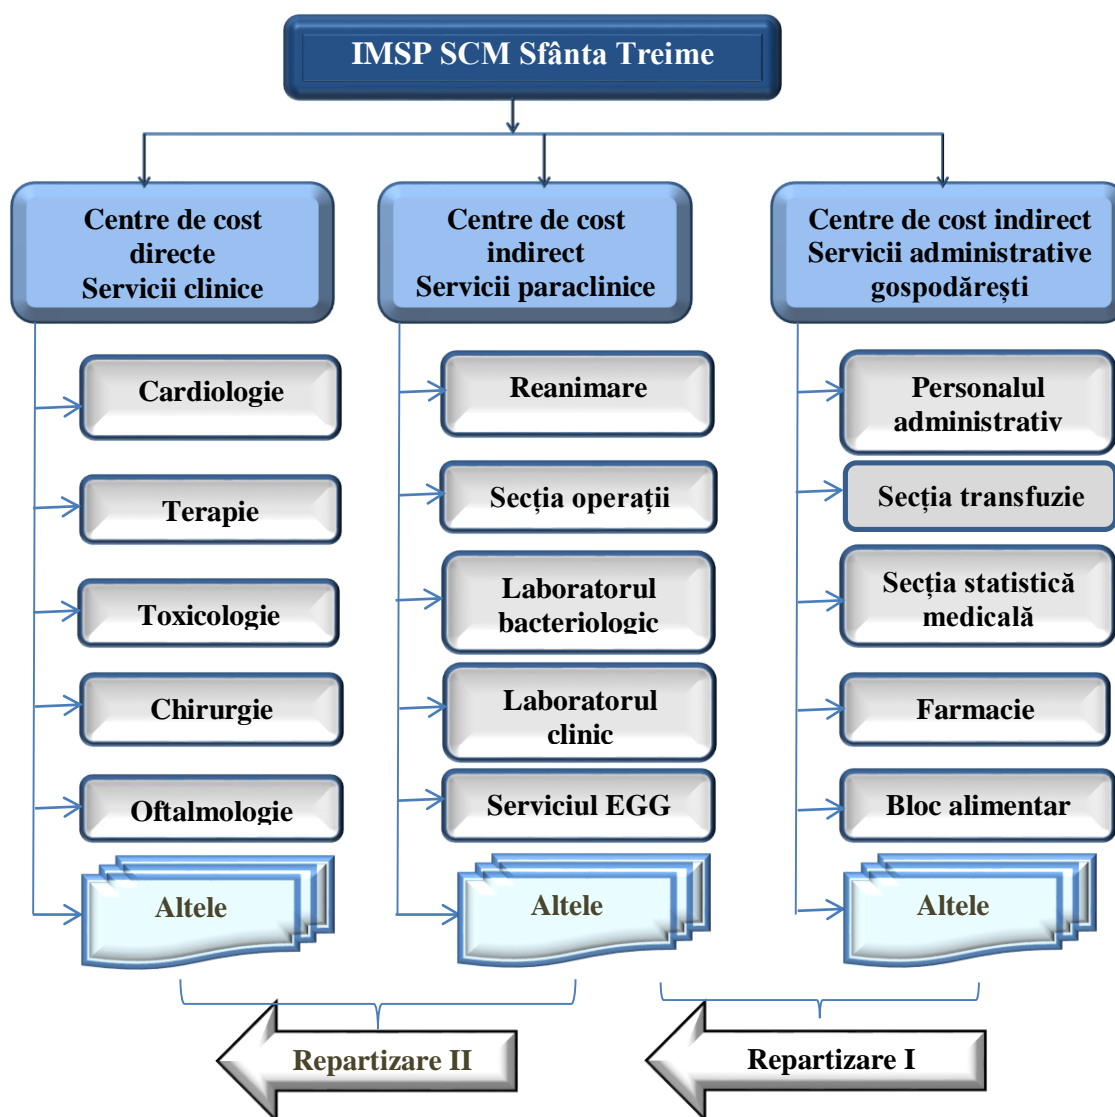 IMSP SCM Sfânta Treime
Centre de cost
directe
Servicii clinice
Cardiologie
Terapie
Toxicologie
Chirurgie
Oftalmologie
Altele
Centre de cost
indirect
Servicii paraclinice
Reanimare
Secția operații
Laboratorul
bacteriologic
Laboratorul
clinic
Serviciul EGG
Altele
Centre de cost indirect
Servicii administrative
gospodărești
Personalul
administrativ
Secția transfuzie
Secția statistică
medicală
Farmacie
Bloc alimentar
Altele
Repartizare II
Repartizare I